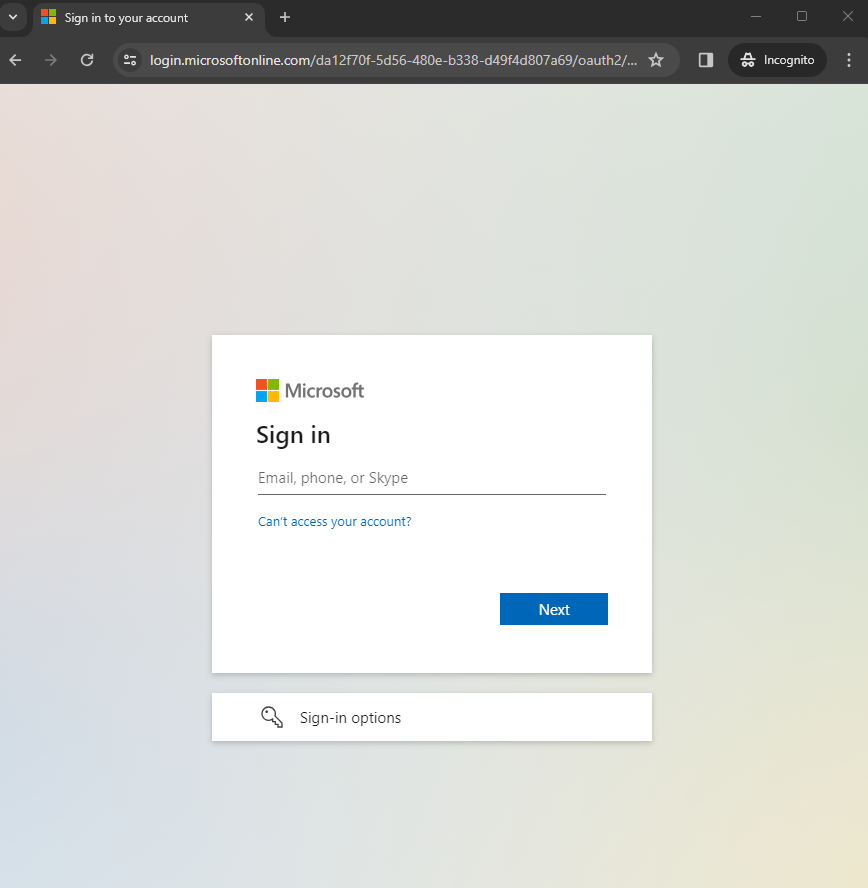 Sign in to your account
login.microsoftonline.com/da12f70f-5d56-480e-b338-d49f4d807a69/oauth2/...
Incognito
Microsoft
Sign in
Email, phone, or Skype
Can't access your account?
Next
Sign-in options